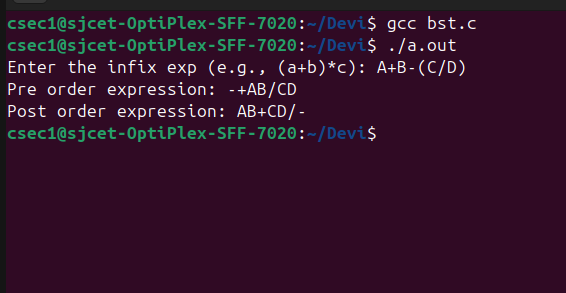 csec1@sjcet-OptiPlex-SFF-7020:~/Devi$ gcc bst.c
csec1@sjcet-OptiPlex-SFF-7020:~/Devi$ ./a.out
Enter the infix exp (e.g., (a+b)*c): A+B-(C/D)
Pre order expression: -+AB/CD
Post order expression: AB+CD/-
csec1@sjcet-OptiPlex-SFF-7020:~/Devi$